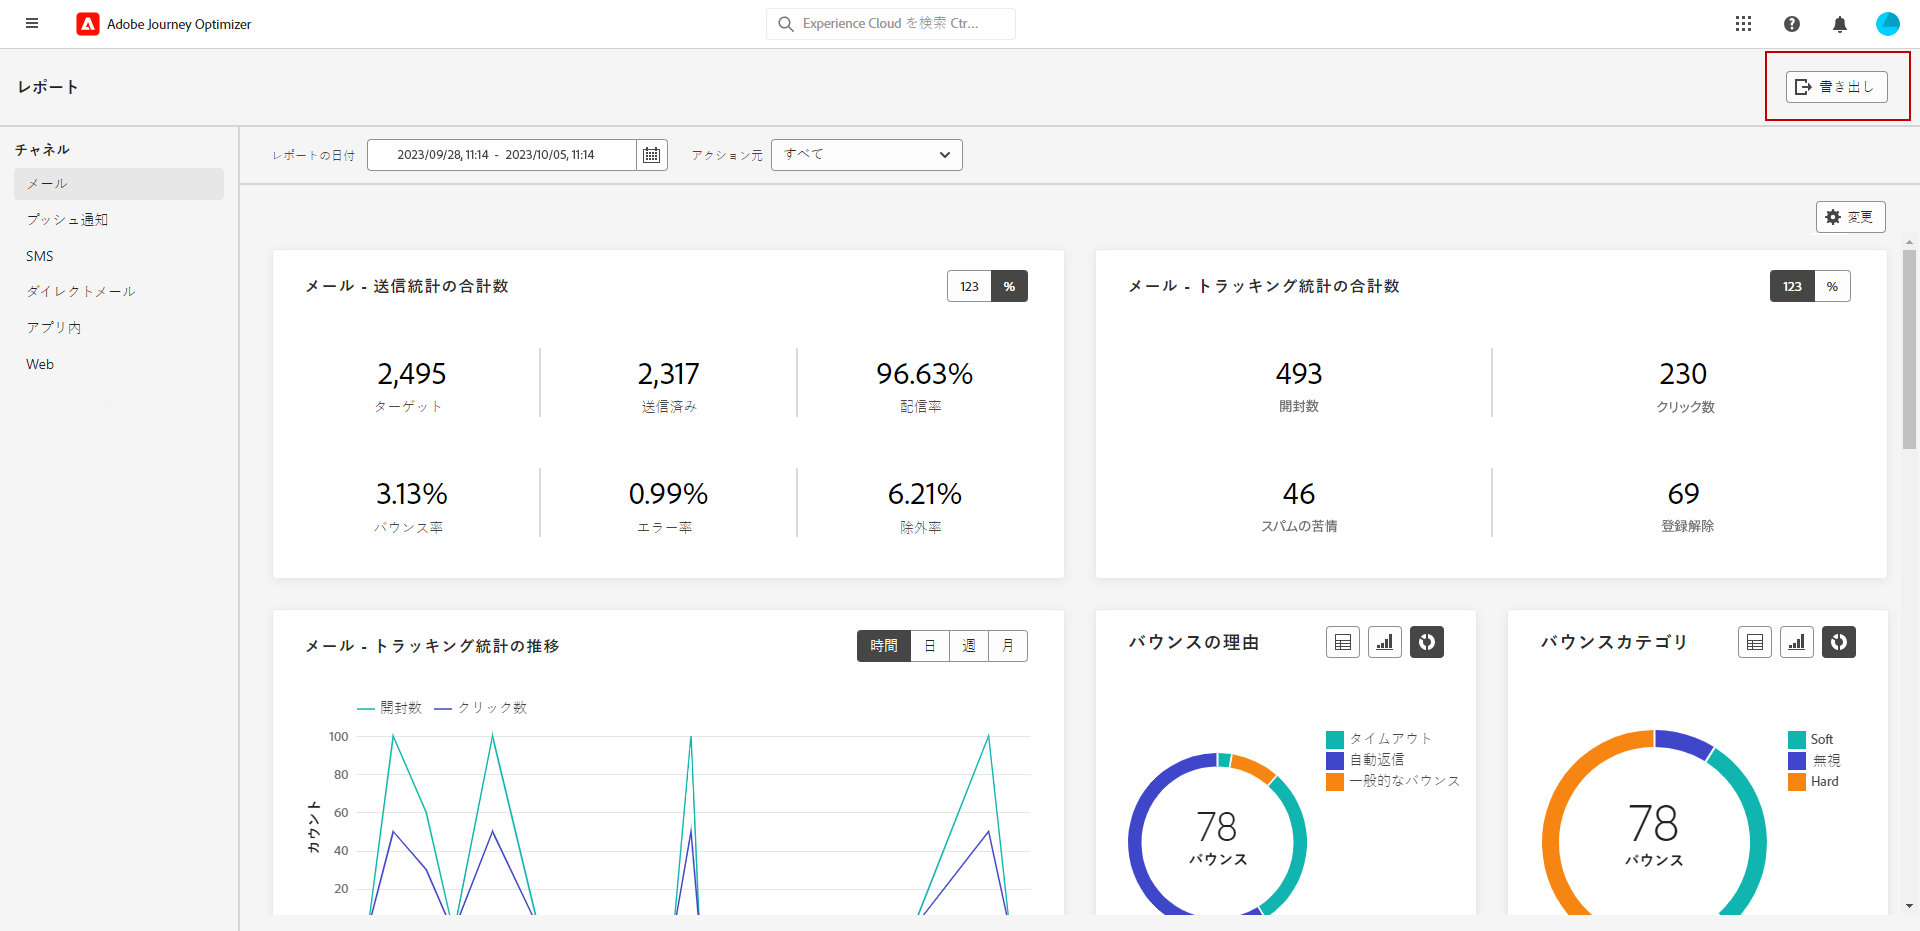 Adobe Journey Optimizer
Experience Cloud を検索 Ctr...
レポート
書き出し
チャネル
メール
プッシュ通知
SMS
ダイレクトメール
アプリ内
Web
レポートの日付
2023/09/28, 11:14 - 2023/10/05, 11:14
アクション元
すべて
変更
メール - 送信統計の合計数
123 %
2,495
ターゲット
2,317
送信済み
96.63%
配信率
3.13%
バウンス率
0.99%
エラー率
6.21%
除外率
メール - トラッキング統計の合計数
123 %
493
開封数
230
クリック数
46
スパムの苦情
69
登録解除
メール - トラッキング統計の推移
時間 日 週 月
開封数 クリック数
カウント
100
80
60
40
20
バウンスの理由
タイムアウト
自動返信
一般的なバウンス
78
バウンス
バウンスカテゴリ
Soft
無視
Hard
78
バウンス